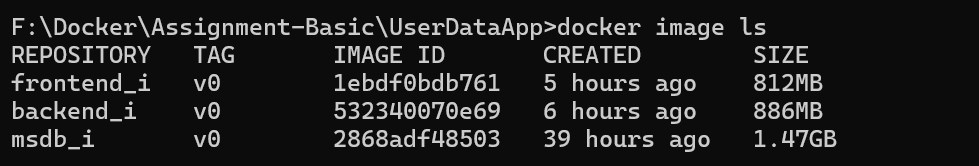 F:\Docker\Assignment-Basic\UserDataApp>docker image ls
REPOSITORY   TAG       IMAGE ID       CREATED        SIZE
frontend_i   v0        1ebdf0bdb761   5 hours ago    812MB
backend_i    v0        532340070e69   6 hours ago    886MB
msdb_i       v0        2868adf48503   39 hours ago   1.47GB